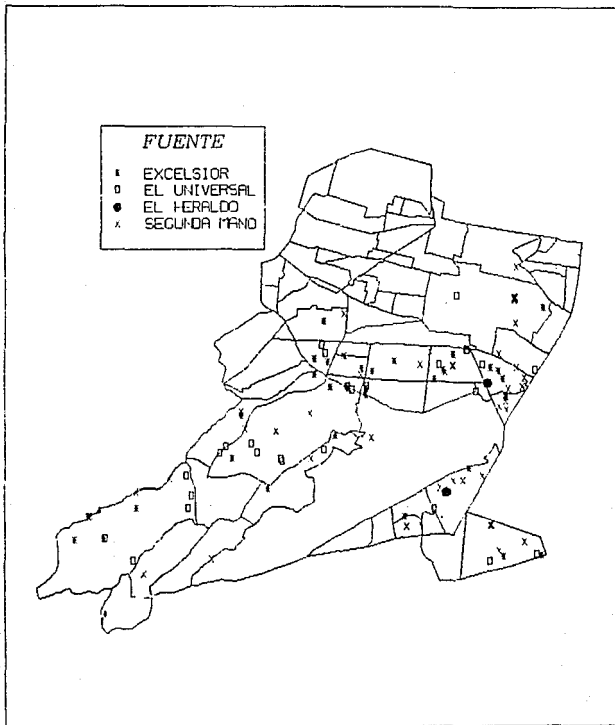 FUENTE
EXCELSIOR
EL UNIVERSAL
EL HERALDO
SEGUNDA MANO